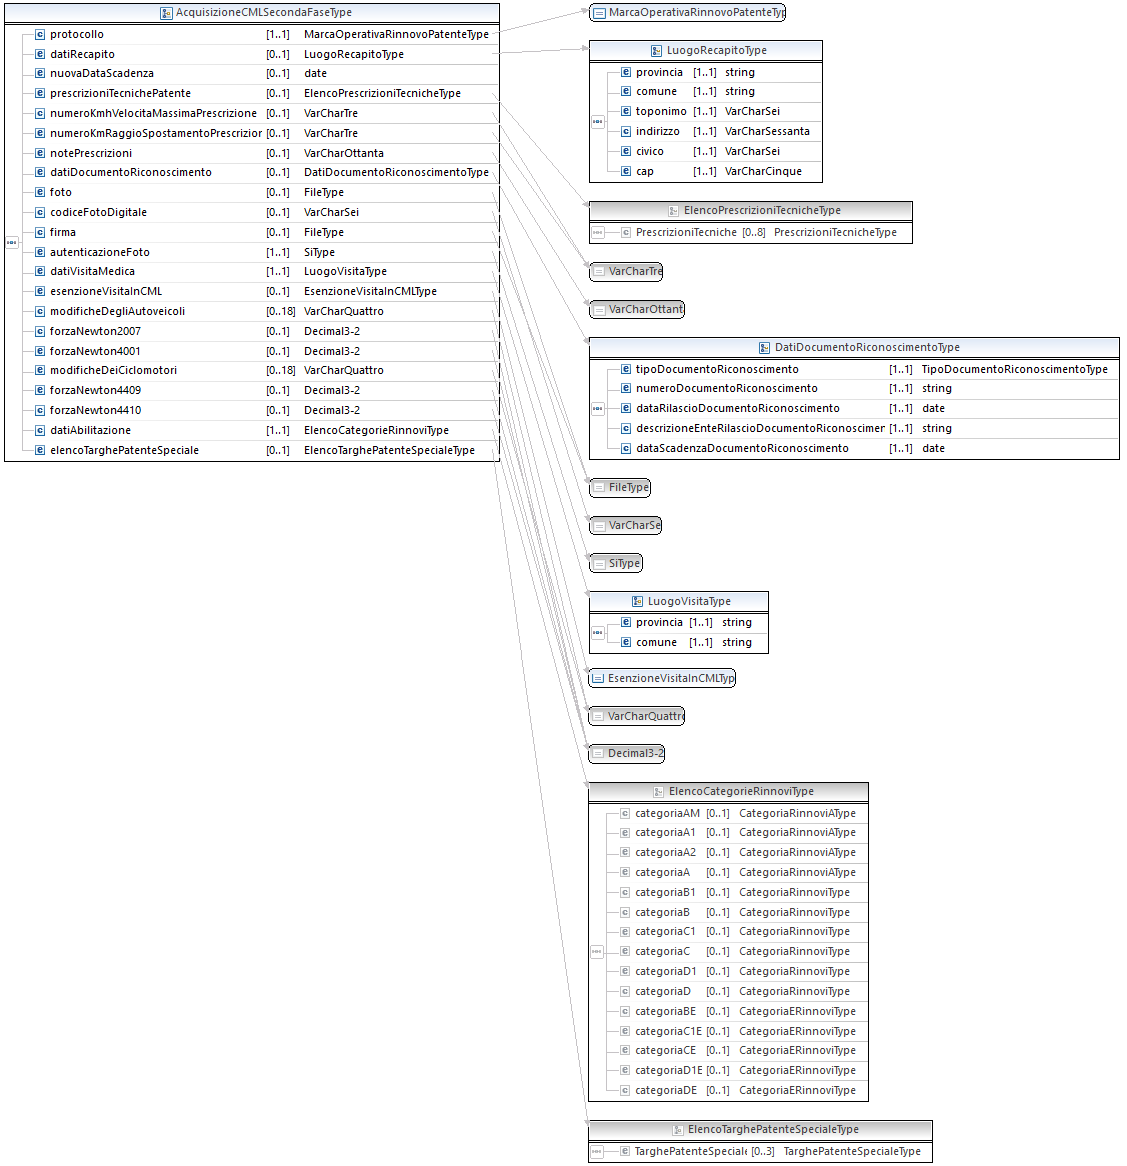 AcquisizioneCMLSecondaFaseType
protocollo [1..1] MarcaOperativaRinnovoPatenteType
datiRecapito [0..1] LuogoRecapitoType
nuovaDataScadenza [0..1] date
prescrizioniTecnichePatente [0..1] ElencoPrescrizioniTecnicheType
numeroKmhVelocitaMassimaPrescrizione [0..1] VarCharTre
numeroKmRaggioSpostamentoPrescrizior [0..1] VarCharTre
notePrescrizioni [0..1] VarCharOttanta
datiDocumentoRiconoscimento [0..1] DatiDocumentoRiconoscimentoType
foto [0..1] FileType
codiceFotoDigitale [0..1] VarCharSei
firma [0..1] FileType
autenticazioneFoto [1..1] SiType
datiVisitaMedica [1..1] LuogoVisitaType
esenzioneVisitaInCML [0..1] EsenzioneVisitaInCMLType
modificheDegliAutoveicoli [0..18] VarCharQuattro
forzaNewton2007 [0..1] Decimal3-2
forzaNewton4001 [0..1] Decimal3-2
modificheDeiCiclomotori [0..18] VarCharQuattro
forzaNewton4409 [0..1] Decimal3-2
forzaNewton4410 [0..1] Decimal3-2
datiAbilitazione [1..1] ElencoCategorieRinnoviType
elencoTarghePatenteSpeciale [0..1] ElencoTarghePatenteSpecialeType
MarcaOperativaRinnovoPatenteTyp
LuogoRecapitoType
provincia [1..1] string
comune [1..1] string
toponimo [1..1] VarCharSei
indirizzo [1..1] VarCharSessanta
civico [1..1] VarCharSei
cap [1..1] VarCharCinque
ElencoPrescrizioniTecnicheType
PrescrizioniTecniche [0..8] PrescrizioniTecnicheType
VarCharTre
VarCharOttant
DatiDocumentoRiconoscimentoType
tipoDocumentoRiconoscimento [1..1] TipoDocumentoRiconoscimentoType
numeroDocumentoRiconoscimento [1..1] string
dataRilascioDocumentoRiconoscimento [1..1] date
descrizioneEnteRilascioDocumentoRiconoscimer [1..1] string
dataScadenzaDocumentoRiconoscimento [1..1] date
FileType
VarCharSe
SiType
LuogoVisitaType
provincia [1..1] string
comune [1..1] string
EsenzioneVisitaInCMLTyp
VarCharQuattro
Decimal3-2
ElencoCategorieRinnoviType
categoriaAM [0..1] CategoriaRinnoviAType
categoriaA1 [0..1] CategoriaRinnoviAType
categoriaA2 [0..1] CategoriaRinnoviAType
categoriaA [0..1] CategoriaRinnoviAType
categoriaB1 [0..1] CategoriaRinnoviType
categoriaB [0..1] CategoriaRinnoviType
categoriaC1 [0..1] CategoriaRinnoviType
categoriaC [0..1] CategoriaRinnoviType
categoriaD1 [0..1] CategoriaRinnoviType
categoriaD [0..1] CategoriaRinnoviType
categoriaBE [0..1] CategoriaERinnoviType
categoriaC1E [0..1] CategoriaERinnoviType
categoriaCE [0..1] CategoriaERinnoviType
categoriaD1E [0..1] CategoriaERinnoviType
categoriaDE [0..1] CategoriaERinnoviType
ElencoTarghePatenteSpecialeType
TarghePatenteSpeciale [0..3] TarghePatenteSpecialeType